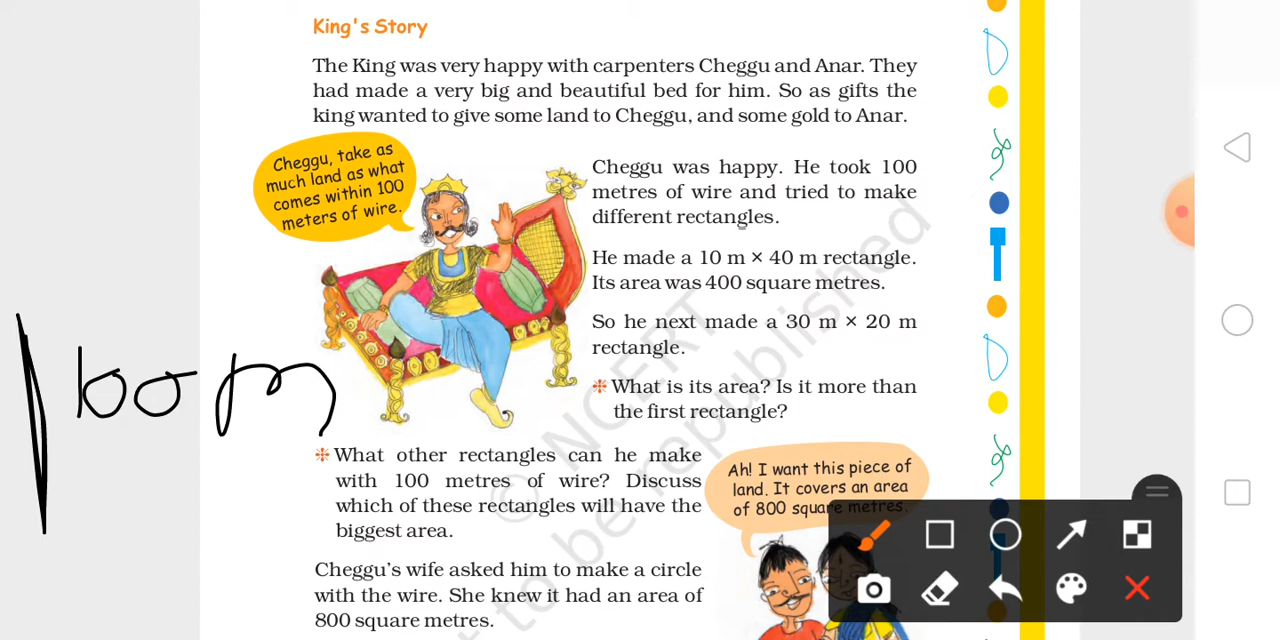 King's Story
The King was very happy with carpenters Cheggu and Anar. They
had made a very big and beautiful bed for him. So as gifts the
king wanted to give some land to Cheggu, and some gold to Anar.
Cheggu, take as
much land as what
comes within 100
meters of wire.
Cheggu was happy. He took 100
metres of wire and tried to make
different rectangles.
He made a 10 m × 40 m rectangle.
Its area was 400 square metres.
So he next made a 30 m × 20 m
rectangle.
❉ What is its area? Is it more than
the first rectangle?
100 m
❉ What other rectangles can he make
with 100 metres of wire? Discuss
which of these rectangles will have the
biggest area.
Ah! I want this piece of
land. It covers an area
of 800 square metres.
Cheggu's wife asked him to make a circle
with the wire. She knew it had an area of
800 square metres.
© NCERT
not to be republished